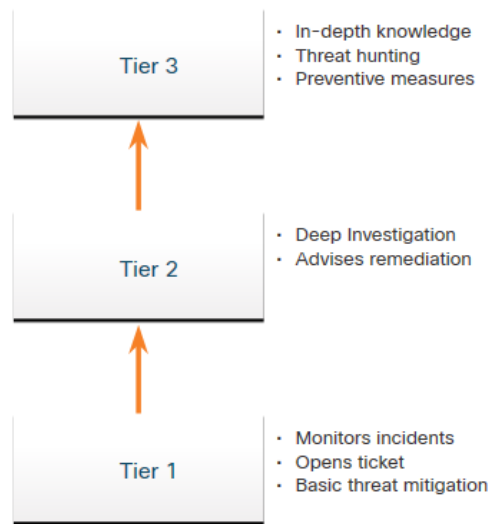 Tier 3
· In-depth knowledge
· Threat hunting
· Preventive measures
Tier 2
· Deep Investigation
· Advises remediation
Tier 1
· Monitors incidents
· Opens ticket
· Basic threat mitigation